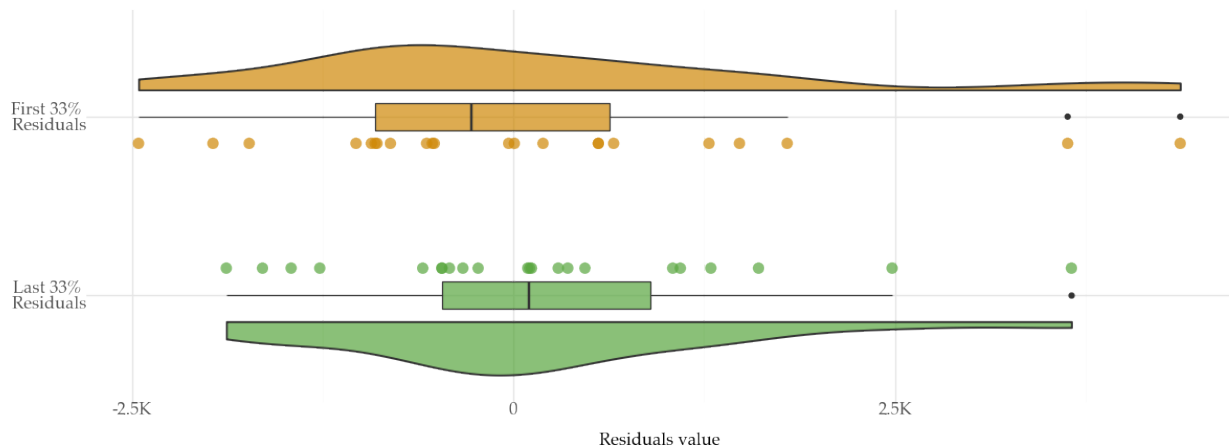 First 33%
Residuals
Last 33%
Residuals
-2.5K
0
2.5K
Residuals value